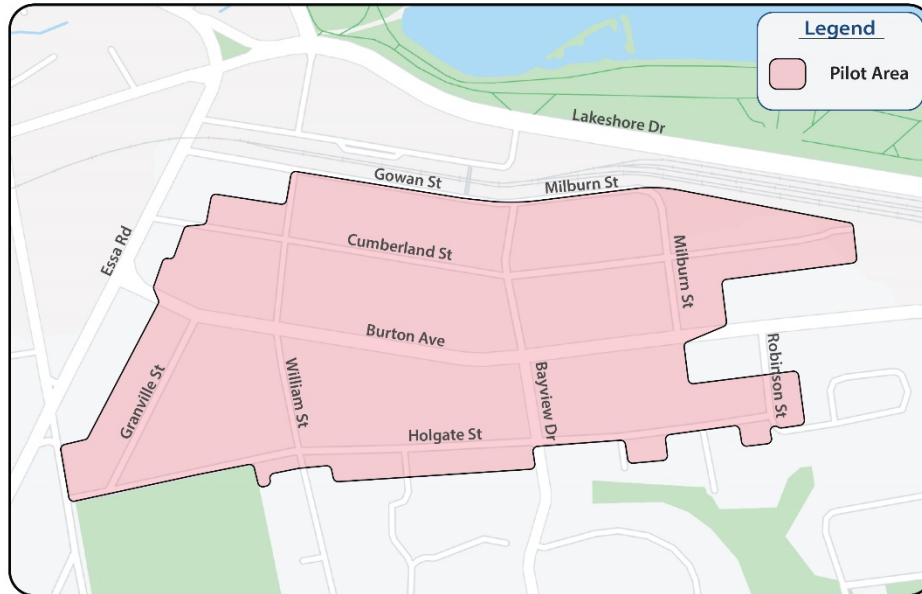 Legend
Pilot Area
Lakeshore Dr
Gowan St
Milburn St
Essa Rd
Cumberland St
Milburn St
Burton Ave
Granville St
William St
Bayview Dr
Robinson St
Holgate St